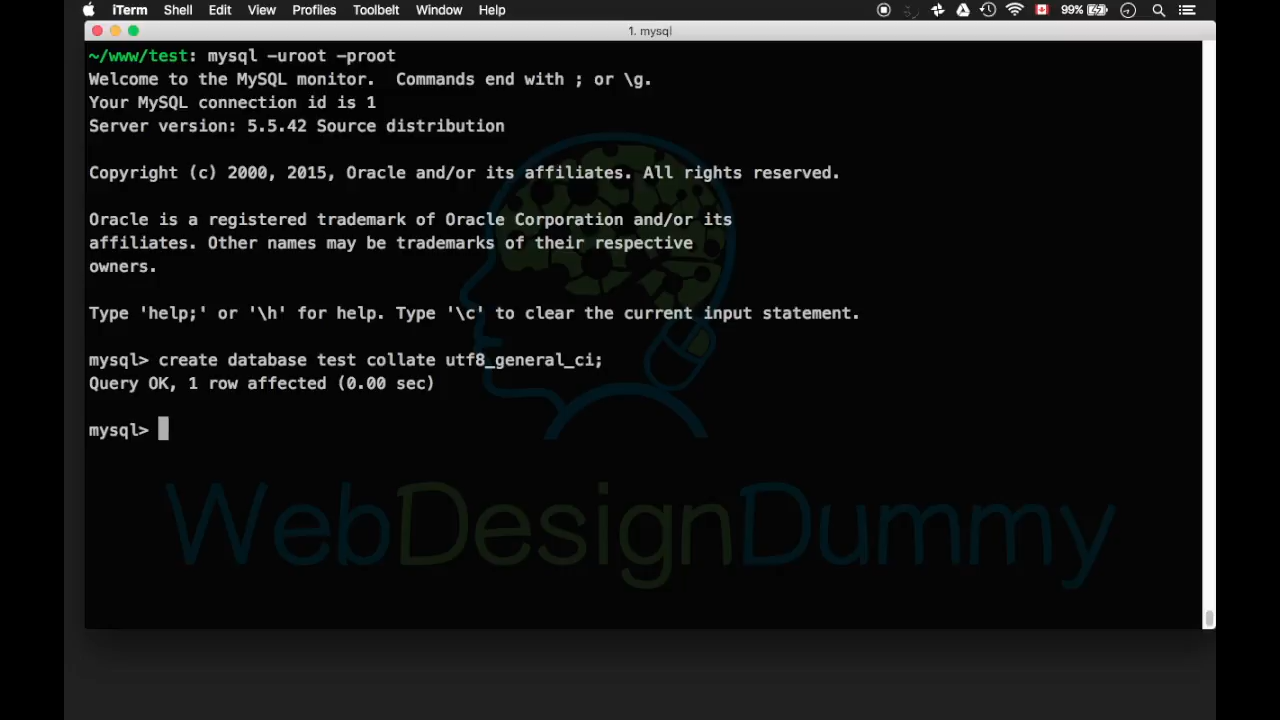 iTerm Shell Edit View Profiles Toolbelt Window Help 99%
1. mysql
~/www/test: mysql -uroot -proot
Welcome to the MySQL monitor.  Commands end with ; or \g.
Your MySQL connection id is 1
Server version: 5.5.42 Source distribution
Copyright (c) 2000, 2015, Oracle and/or its affiliates. All rights reserved.
Oracle is a registered trademark of Oracle Corporation and/or its
affiliates. Other names may be trademarks of their respective
owners.
Type 'help;' or '\h' for help. Type '\c' to clear the current input statement.
mysql> create database test collate utf8_general_ci;
Query OK, 1 row affected (0.00 sec)
mysql>
WebDesignDummy